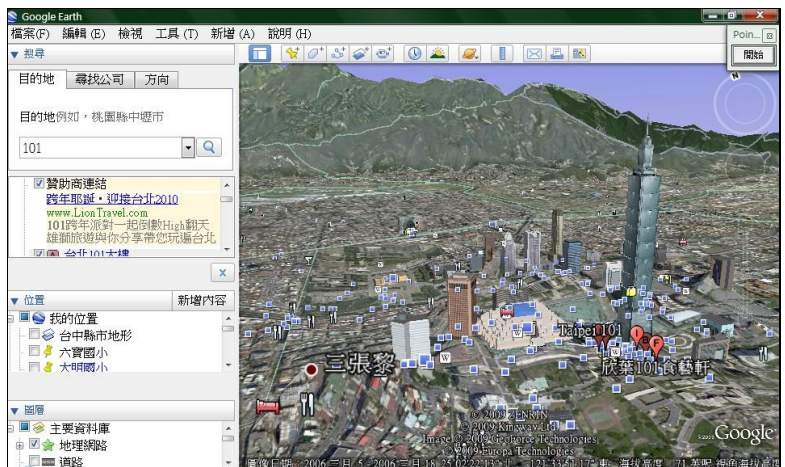 Google Earth
檔案(F) 編輯(E) 檢視 工具(T) 新增(A) 說明(H)
Poin...
開始
搜尋
目的地 尋找公司 方向
目的地例如,桃園縣中壢市
101
贊助商連結
跨年耶誕・迎接台北2010
www.LionTravel.com
101跨年派對一起倒數High翻天
雄獅旅遊與你分享帶您玩遍台北
台北101大樓
位置 新增內容
我的位置
台中縣市地形
六寶國小
大明國小
圖層
主要資料庫
地理網路
道路
N
Taipei 101
三張黎
欣葉101食藝軒
© 2009 ZENRIN
© 2009 Kingway Ltd.
Image © 2009 GeoForce Technologies
© 2009 Europa Technologies
Google